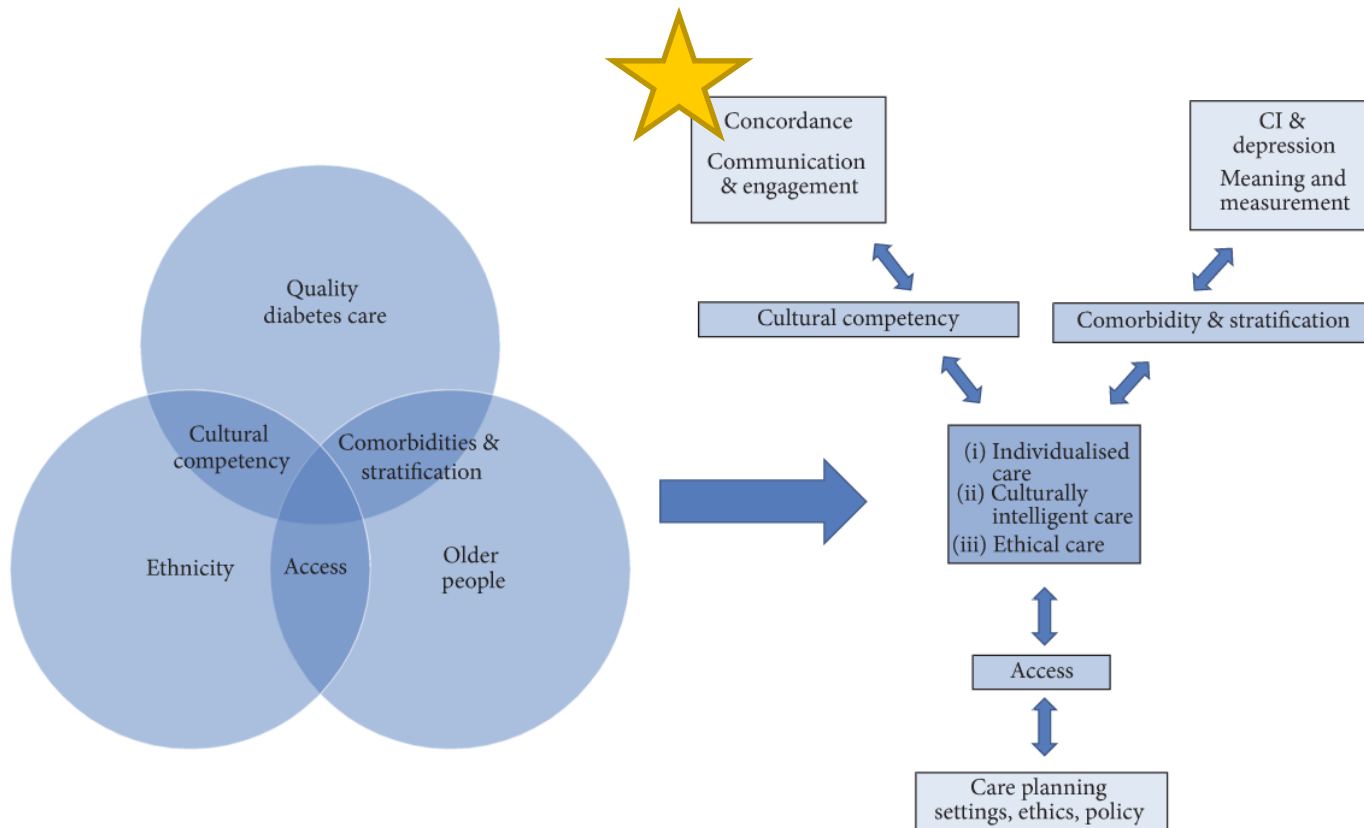 Quality
diabetes care
Cultural
competency
Comorbidities &
stratification
Ethnicity
Access
Older
people
Concordance
Communication
& engagement
CI &
depression
Meaning and
measurement
Cultural competency
Comorbidity & stratification
(i) Individualised
care
(ii) Culturally
intelligent care
(iii) Ethical care
Access
Care planning
settings, ethics, policy